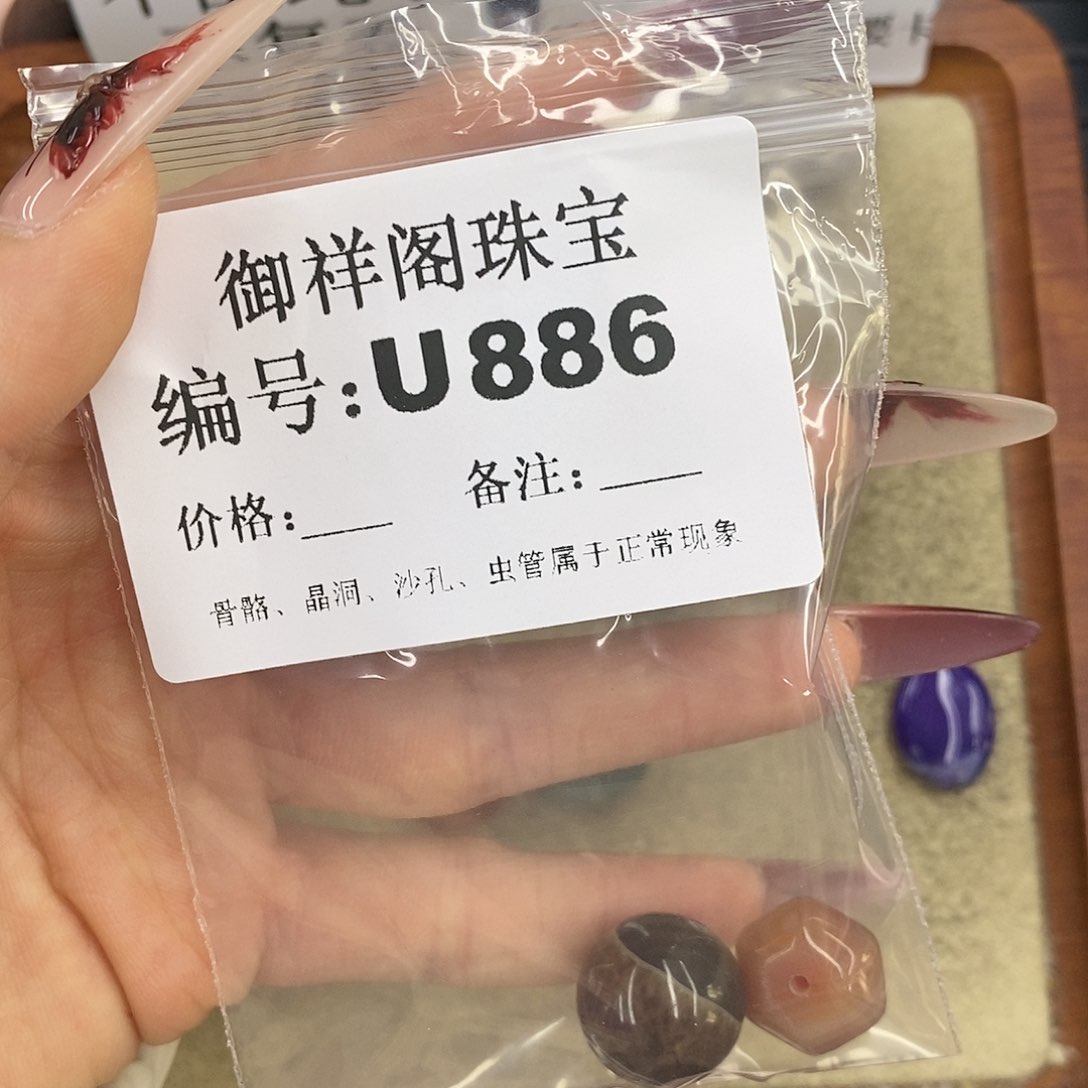 御祥阁珠宝
编号:U886
价格:___ 备注:____
骨骼、晶洞、沙孔、虫管属于正常现象